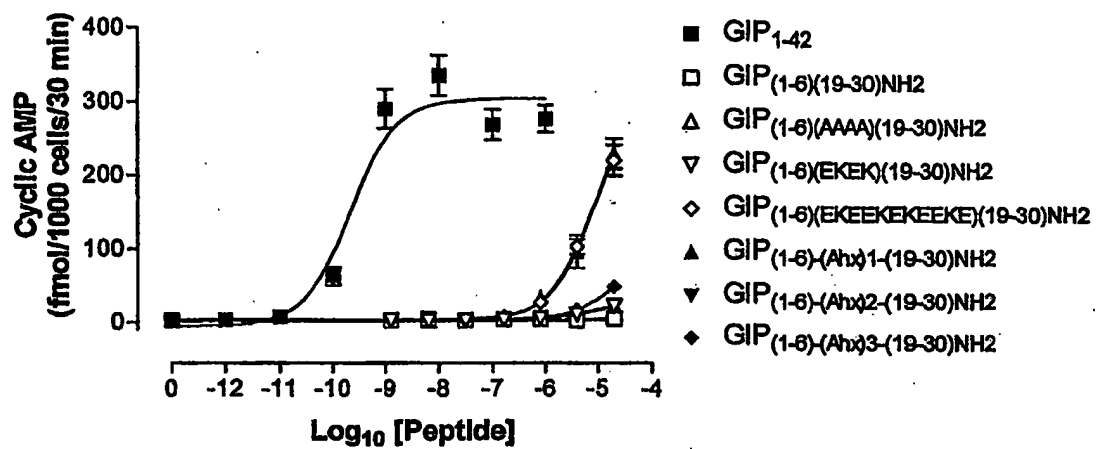 Cyclic AMP
(fmol/1000 cells/30 min)
400
300
200
100
0
0 -12 -11 -10 -9 -8 -7 -6 -5 -4
Log10 [Peptide]
■ GIP1-42
□ GIP(1-6)(19-30)NH2
△ GIP(1-6)(AAAA)(19-30)NH2
▽ GIP(1-6)(EKEK)(19-30)NH2
◇ GIP(1-6)(EKEEKEKEEKE)(19-30)NH2
▲ GIP(1-6)-(Ahx)1-(19-30)NH2
▼ GIP(1-6)-(Ahx)2-(19-30)NH2
◆ GIP(1-6)-(Ahx)3-(19-30)NH2